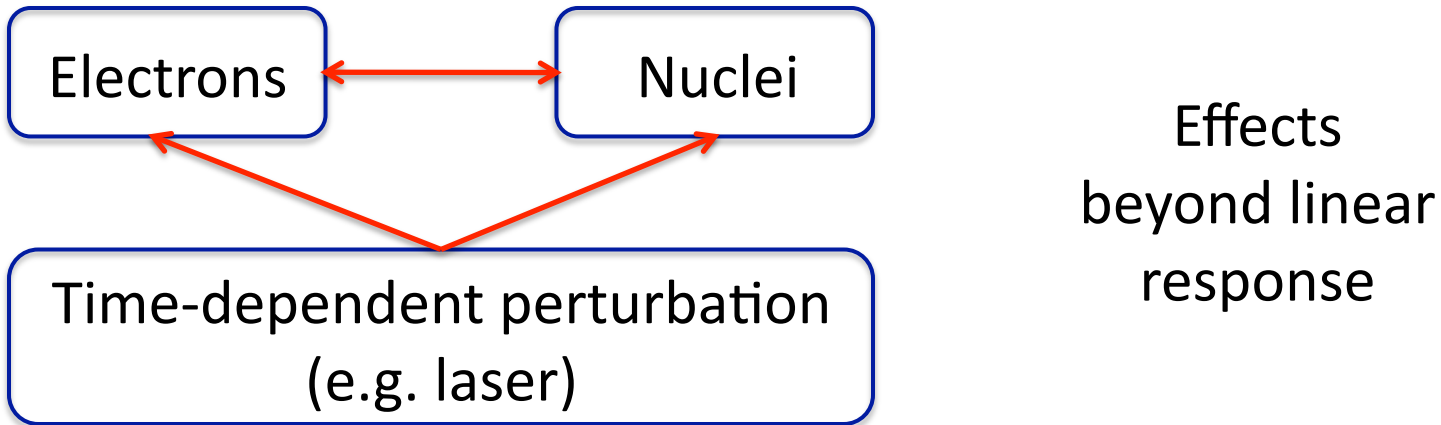 Electrons
Nuclei
Time-dependent perturbation
(e.g. laser)
Effects
beyond linear
response